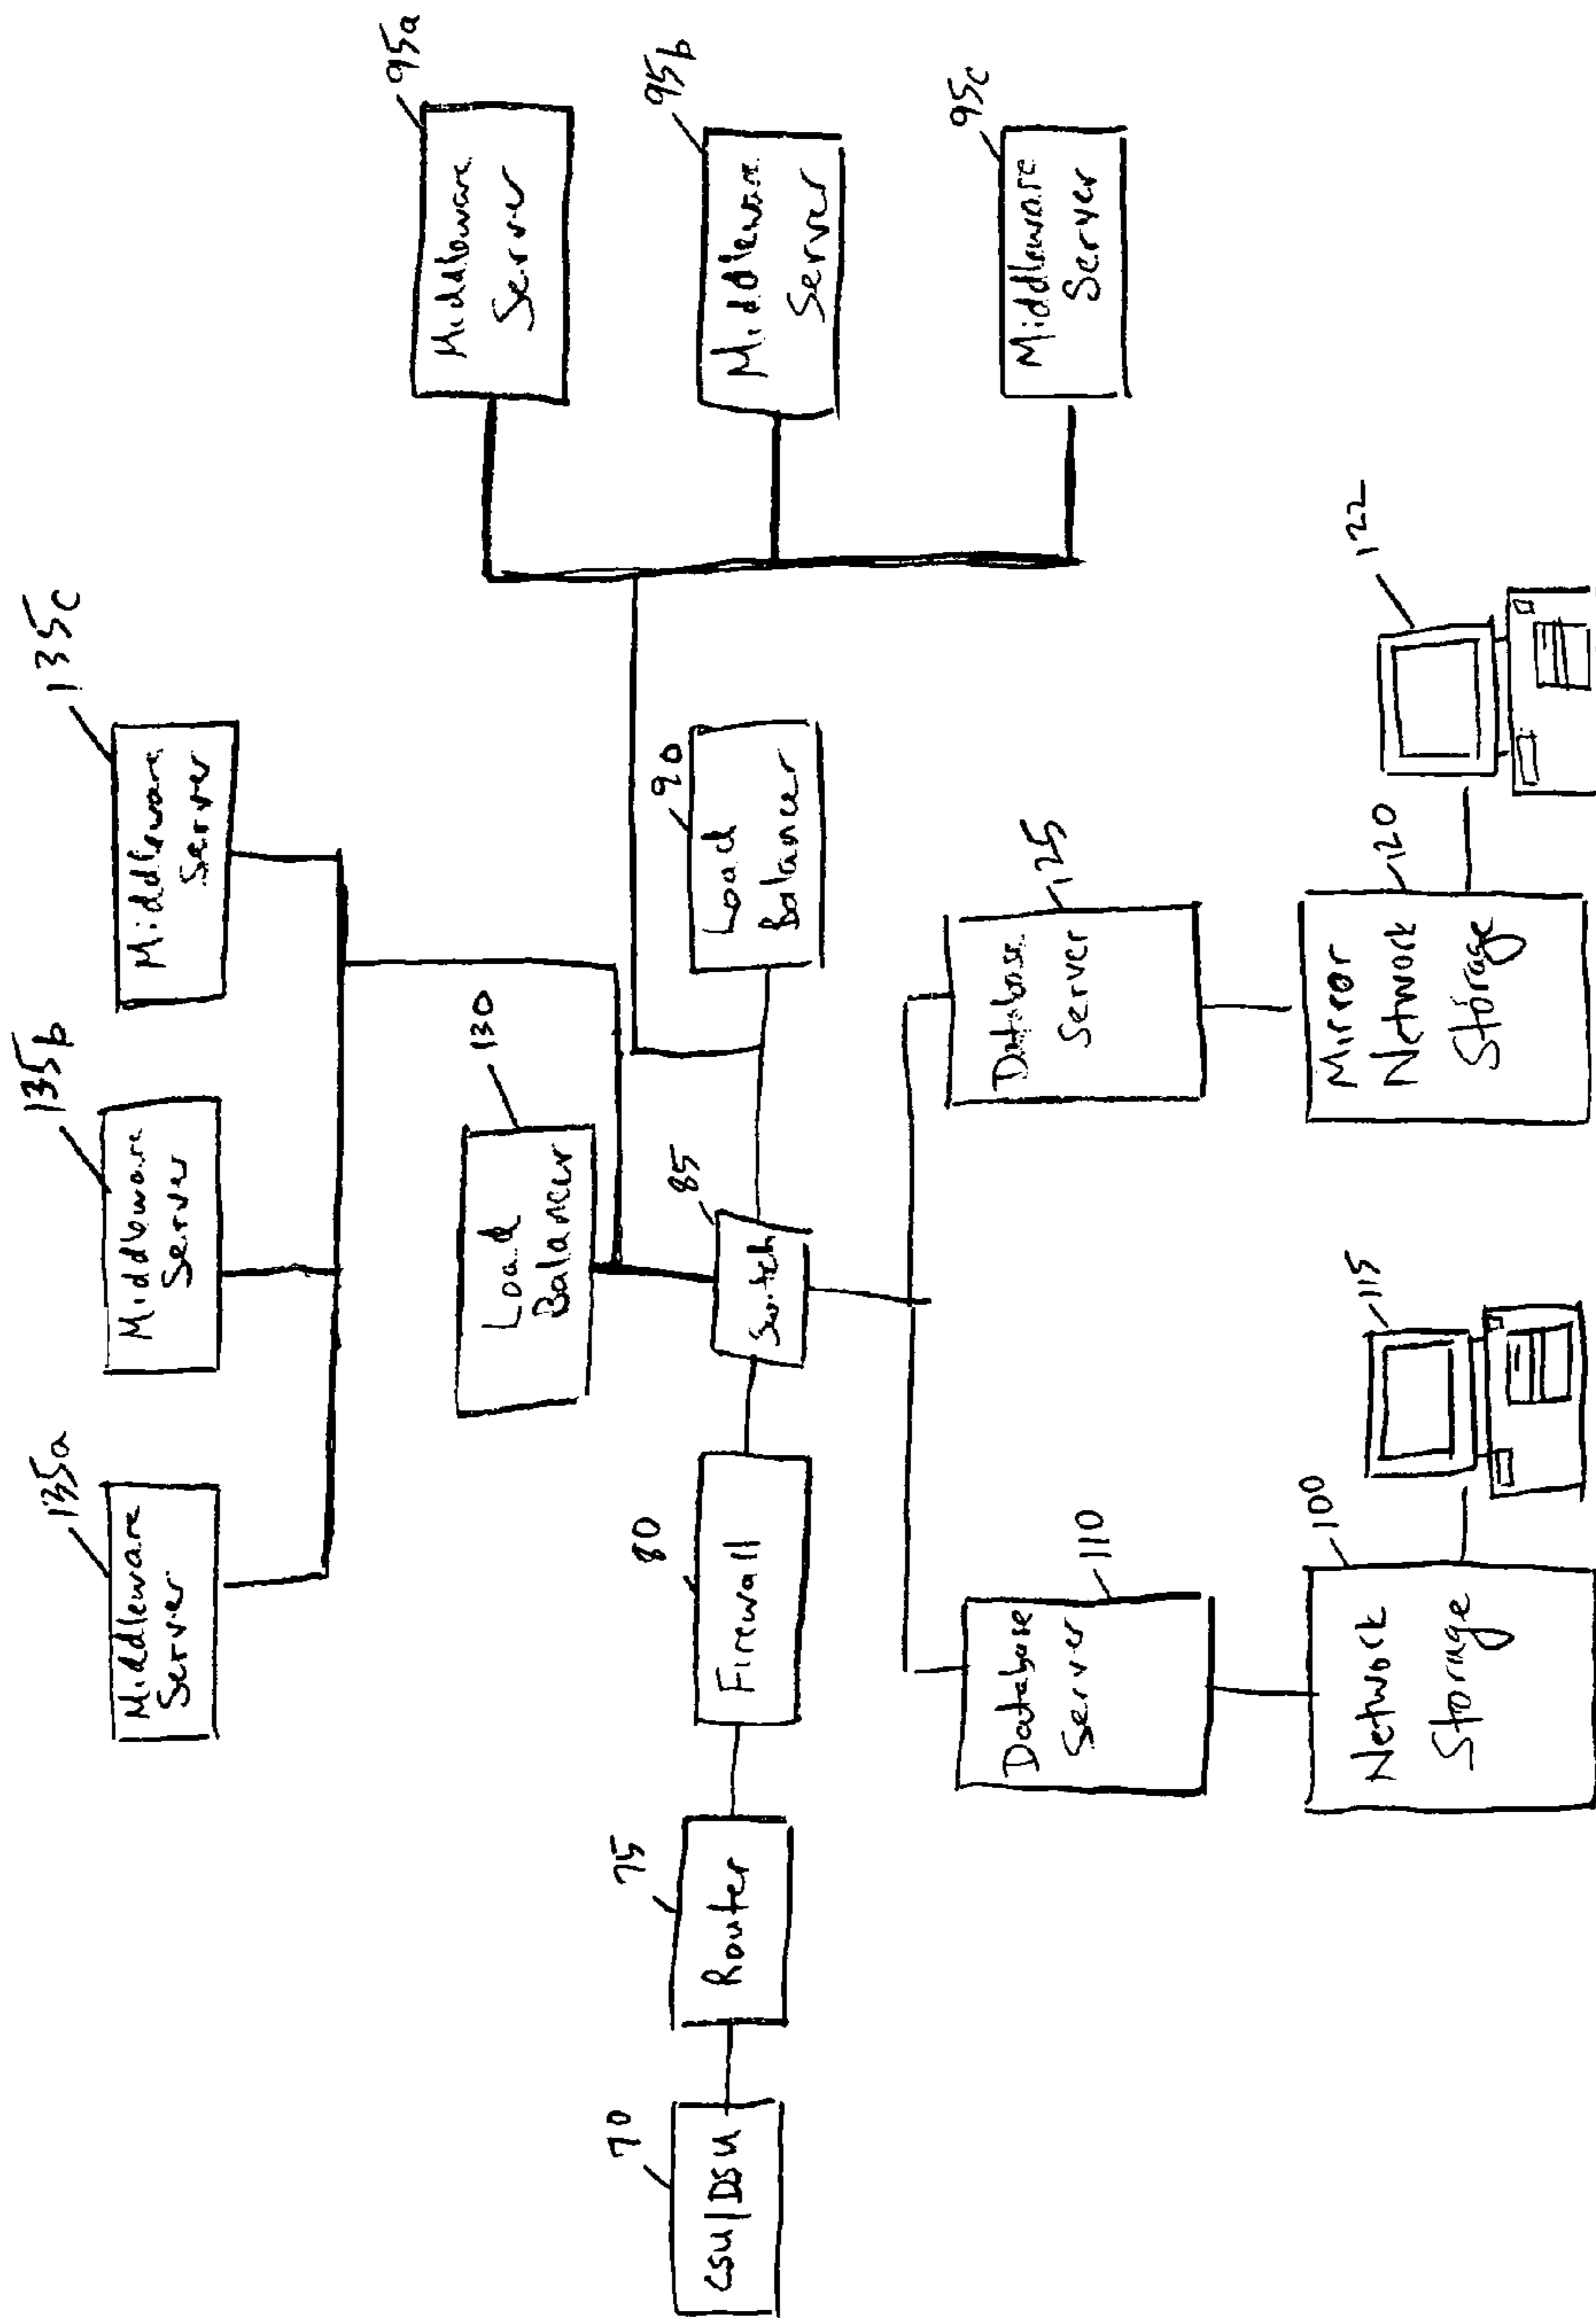 135a
Middleware
Server
135b
Middleware
Server
135c
Middleware
Server
130
Load
Balancer
95a
Middleware
Server
95b
Middleware
Server
95c
Middleware
Server
70
CSU/DSU
75
Router
80
Firewall
85
Switch
90
Load
Balancer
110
Database
Server
125
Database
Server
100
Network
Storage
115
120
Mirror
Network
Storage
122